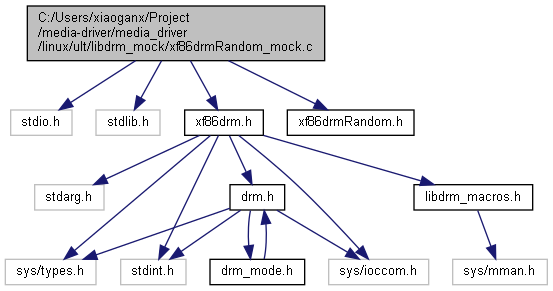 C:/Users/xiaoganx/Project
/media-driver/media_driver
/linux/ult/libdrm_mock/xf86drmRandom_mock.c
stdio.h
stdlib.h
xf86drm.h
xf86drmRandom.h
stdarg.h
drm.h
libdrm_macros.h
sys/types.h
stdint.h
drm_mode.h
sys/ioccom.h
sys/mman.h